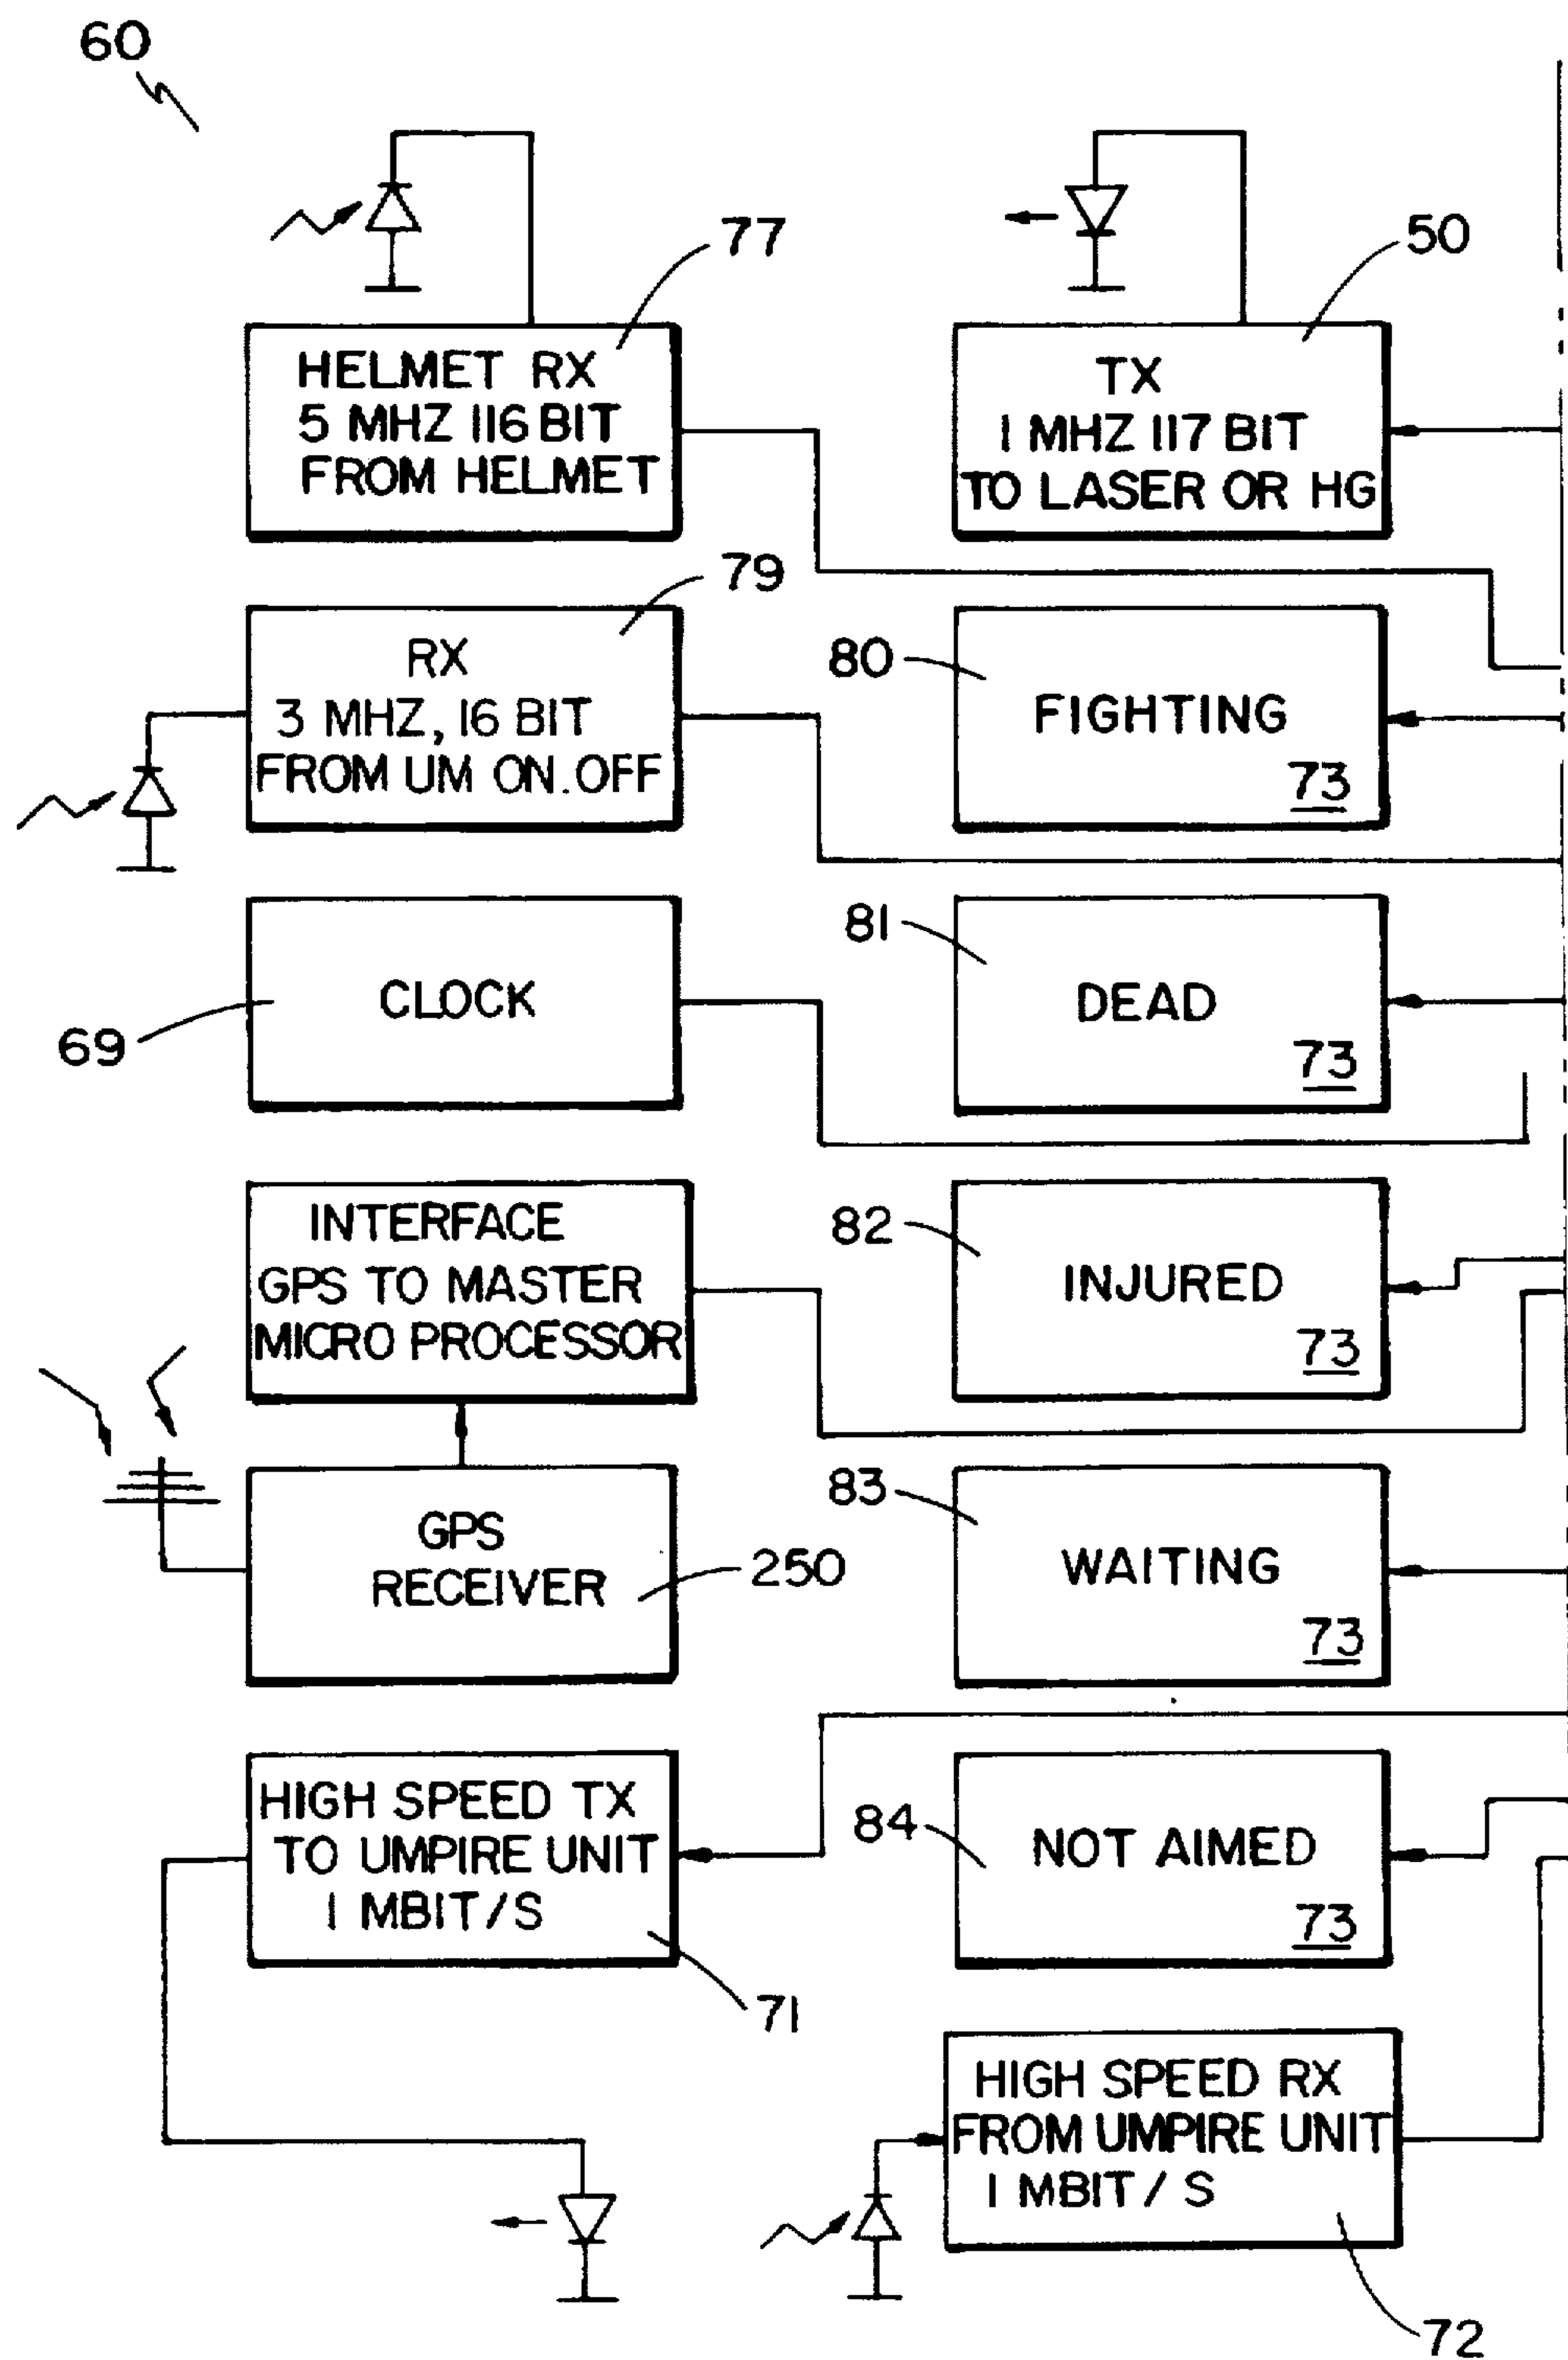 60
77
50
HELMET RX
5 MHZ 116 BIT
FROM HELMET
TX
1 MHZ 117 BIT
TO LASER OR HG
79
RX
3 MHZ, 16 BIT
FROM UM ON.OFF
80
FIGHTING
73
69
CLOCK
81
DEAD
73
INTERFACE
GPS TO MASTER
MICRO PROCESSOR
82
INJURED
73
GPS
RECEIVER
250
83
WAITING
73
HIGH SPEED TX
TO UMPIRE UNIT
1 MBIT/S
71
84
NOT AIMED
73
HIGH SPEED RX
FROM UMPIRE UNIT
1 MBIT / S
72